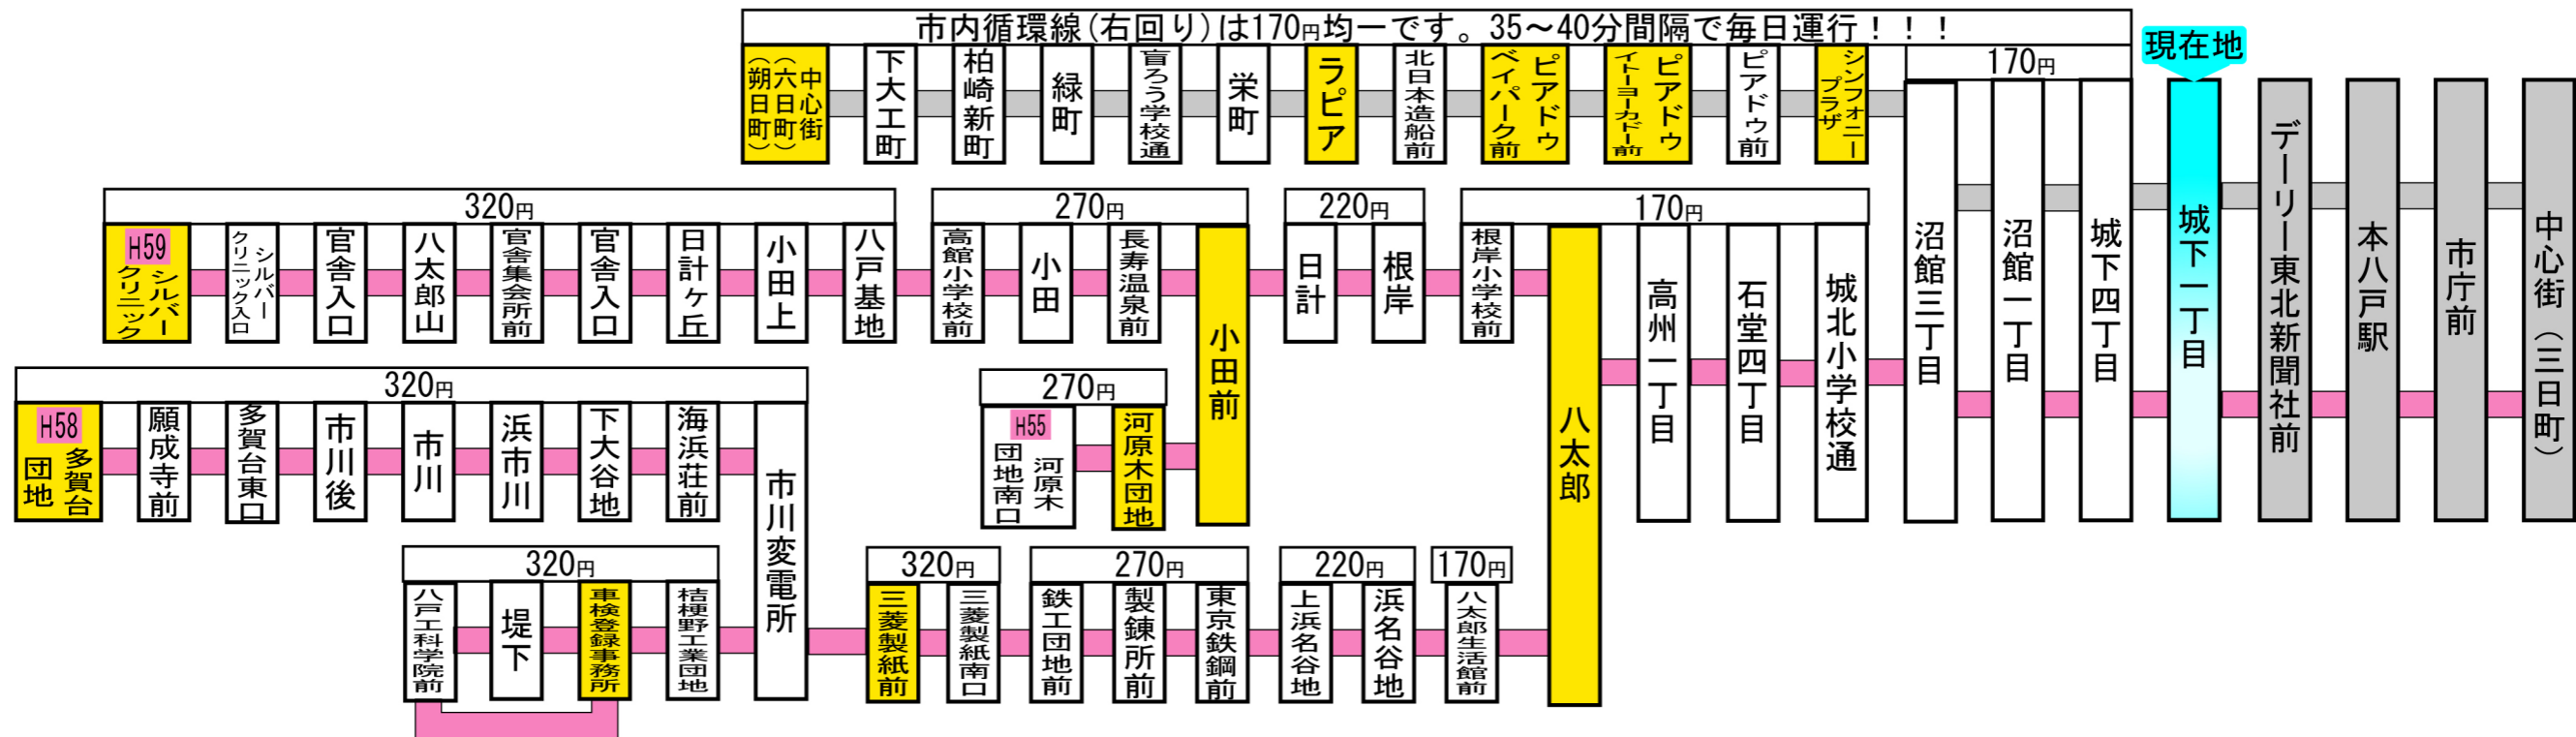 市内循環線(右回り)は170円均一です。35～40分間隔で毎日運行！！！
現在地
170円
中心街(六日町)(朔日町)
下大工町
柏崎新町
緑町
盲ろう学校通
栄町
ラピア
北日本造船前
ピアドゥベイパーク前
ピアドゥイトーヨーカドー前
ピアドゥ前
シンフォニープラザ
沼館三丁目
沼館一丁目
城下四丁目
城下一丁目
デーリー東北新聞社前
本八戸駅
市庁前
中心街(三日町)
320円
270円
220円
170円
H59
シルバークリニック
シルバークリニック入口
官舎入口
八太郎山
官舎集会所前
官舎入口
日計ヶ丘
小田上
八戸基地
高館小学校前
小田
長寿温泉前
小田前
日計
根岸
根岸小学校前
八太郎
高州一丁目
石堂四丁目
城北小学校通
320円
270円
H58
多賀台団地
願成寺前
多賀台東口
市川後
市川
浜市川
下大谷地
海浜荘前
市川変電所
H55
河原木団地南口
河原木団地
320円
320円
270円
220円
170円
八戸工科学院前
堤下
車検登録事務所
桔梗野工業団地
三菱製紙前
三菱製紙南口
鉄工団地前
製錬所前
東京鉄鋼前
上浜名谷地
浜名谷地
八太郎生活館前